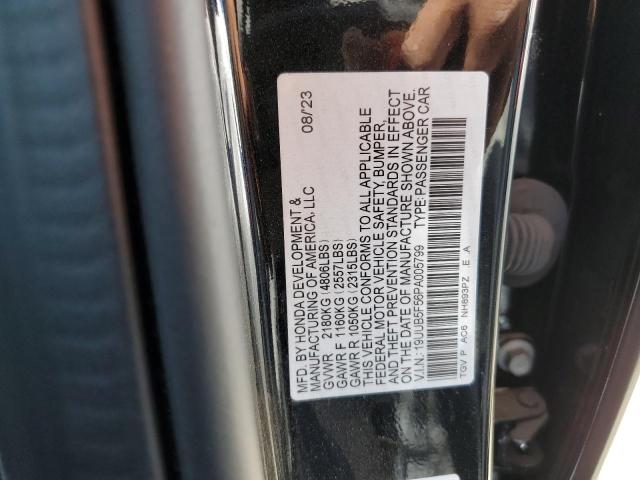 MFD. BY HONDA DEVELOPMENT &
MANUFACTURING OF AMERICA, LLC 08/'23
GVWR 2180KG (4806LBS)
GAWR F 1160KG (2557LBS)
GAWR R 1050KG (2315LBS)
THIS VEHICLE CONFORMS TO ALL APPLICABLE
FEDERAL MOTOR VEHICLE SAFETY, BUMPER,
AND THEFT PREVENTION STANDARDS IN EFFECT
ON THE DATE OF MANUFACTURE SHOWN ABOVE.
V.I.N.: 19UUB5F56PA005799 TYPE:PASSENGER CAR
TGV P AC6 NH893PZ E A